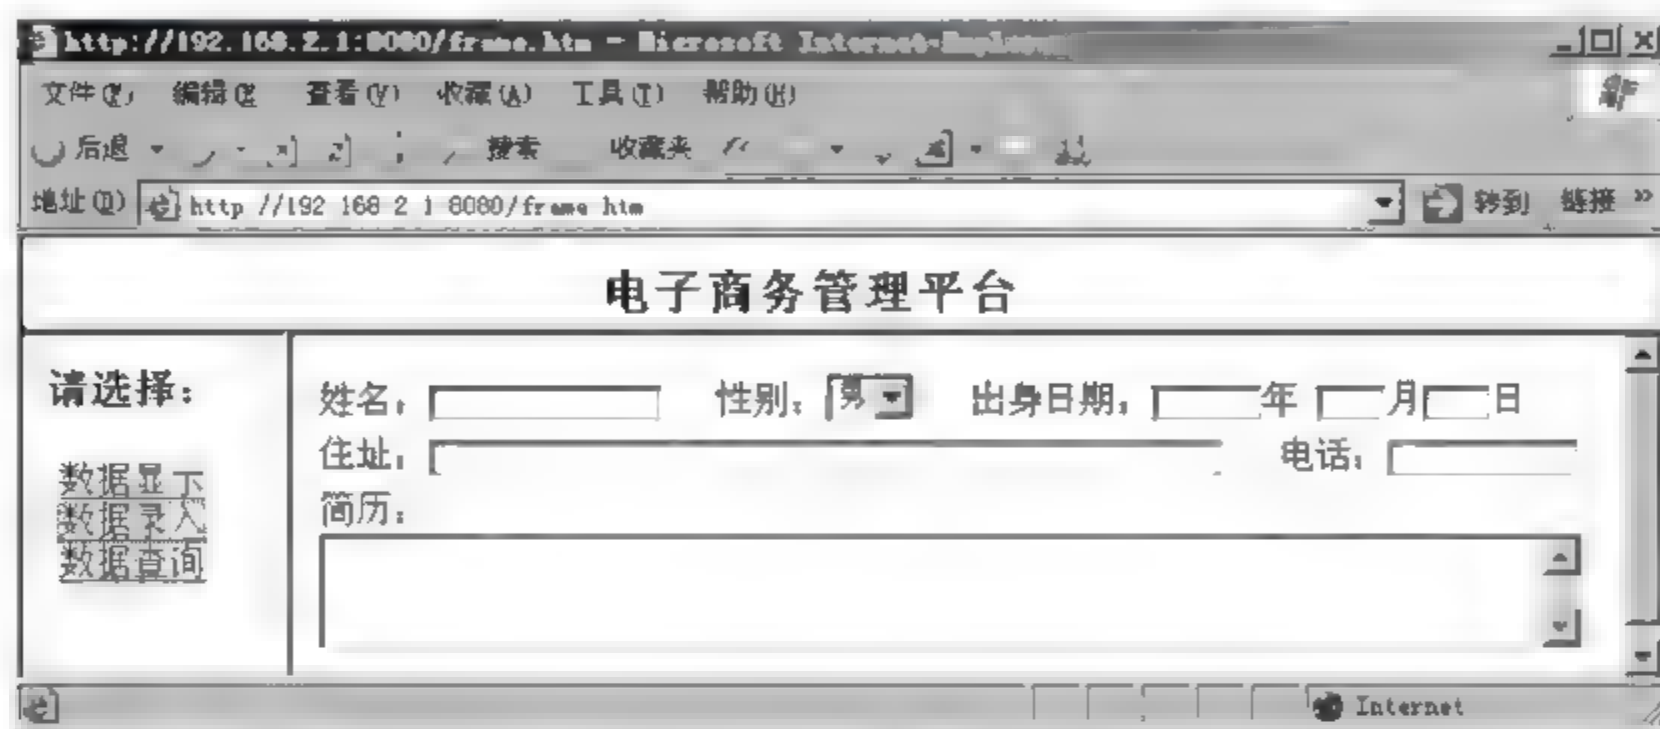 http://192.168.2.1:8080/frame.htm - Microsoft Internet Explorer
文件(F) 编辑(E) 查看(V) 收藏(A) 工具(T) 帮助(H)
后退 搜索 收藏夹
地址(D) http //192 168 2 1 8080/frame htm 转到 链接 »
电子商务管理平台
请选择:
数据显示
数据录入
数据查询
姓名: 性别: 男 出身日期: 年 月 日
住址: 电话:
简历:
Internet